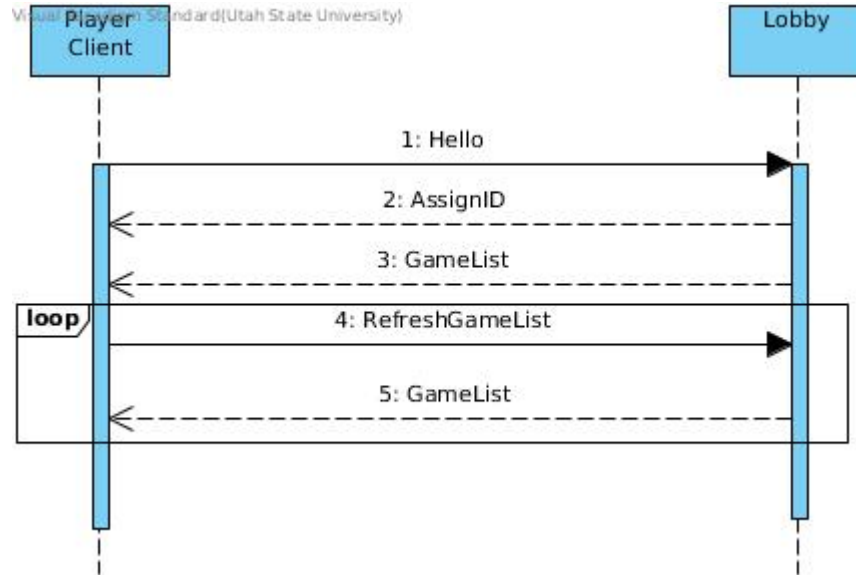 Visual Standard(Utah State University)
Player
Client
Lobby
1: Hello
2: AssignID
3: GameList
loop
4: RefreshGameList
5: GameList